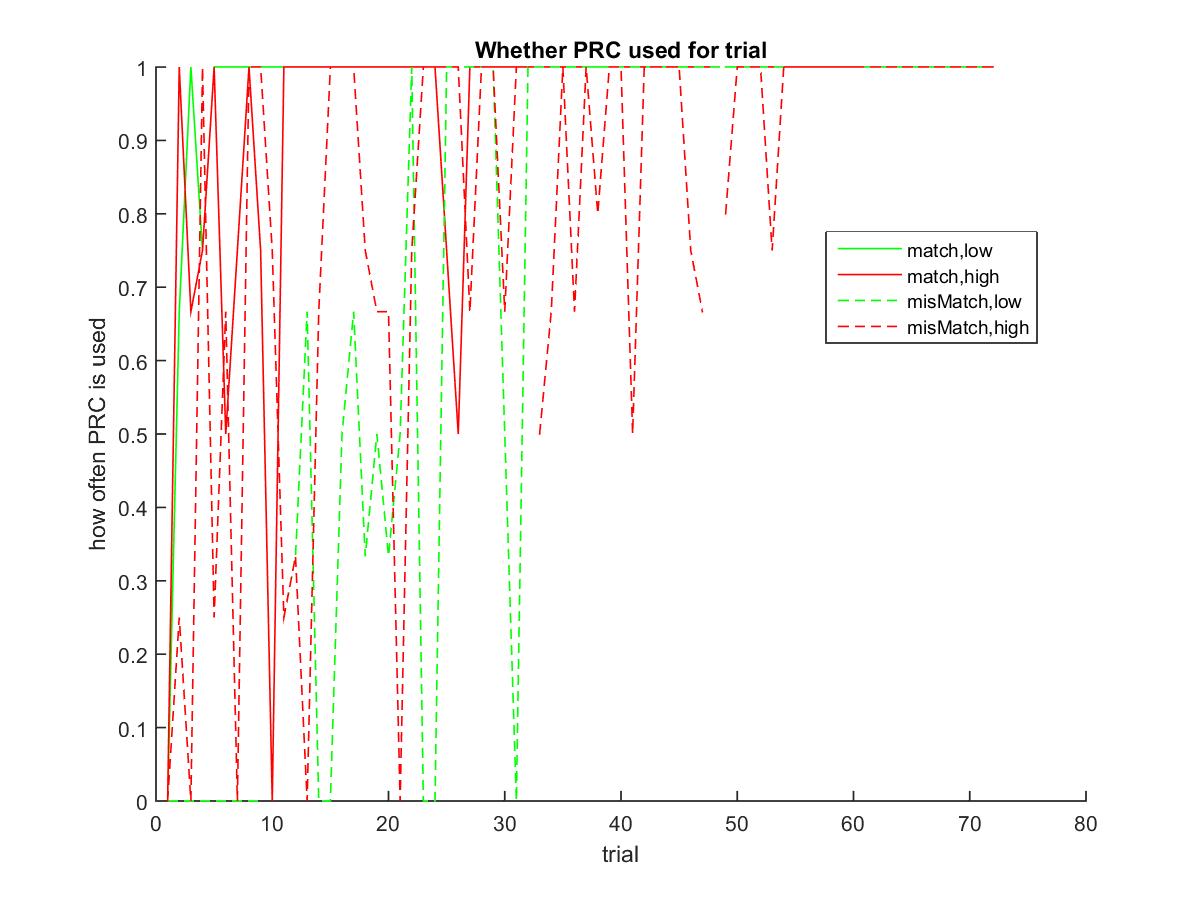 Whether PRC used for trial
how often PRC is used
1
0.9
0.8
0.7
0.6
0.5
0.4
0.3
0.2
0.1
0
match,low
match,high
misMatch,low
misMatch,high
0 10 20 30 40 50 60 70 80
trial